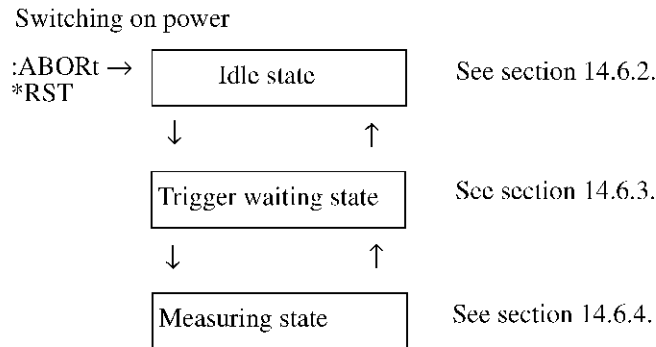 Switching on power
:ABORt → Idle state See section 14.6.2.
*RST
↓ ↑
Trigger waiting state See section 14.6.3.
↓ ↑
Measuring state See section 14.6.4.